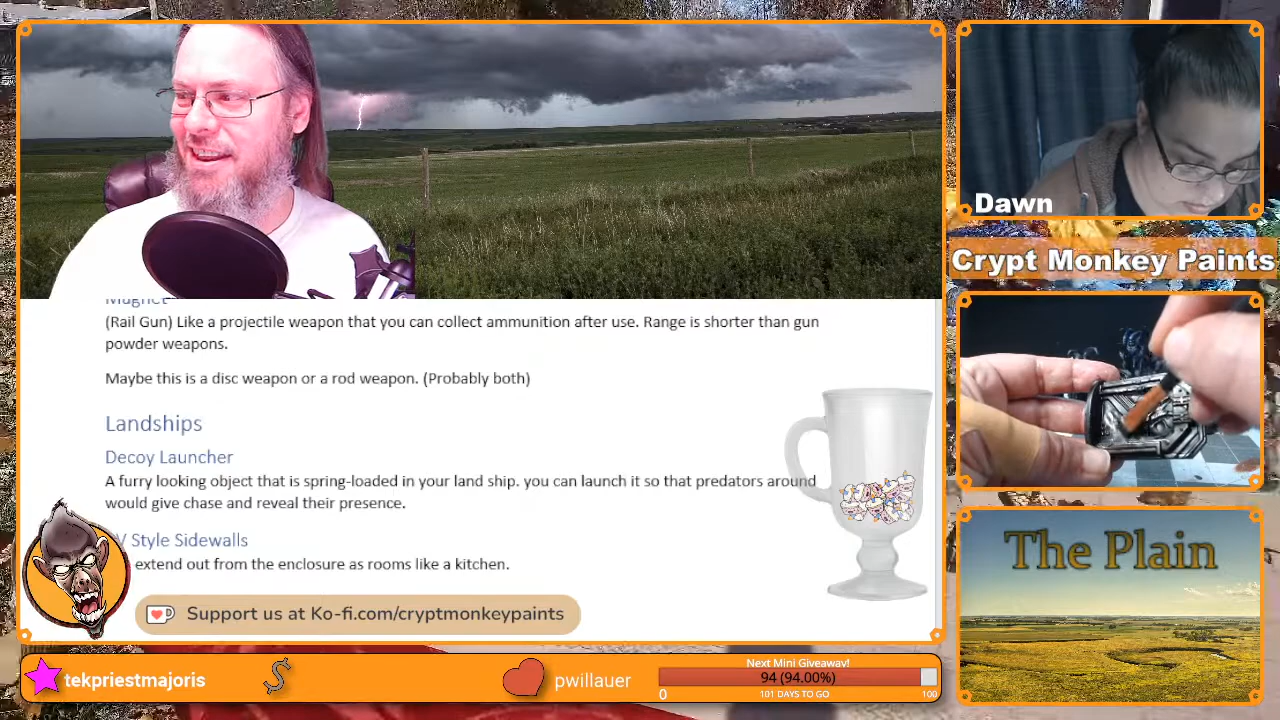 Magnet
(Rail Gun) Like a projectile weapon that you can collect ammunition after use. Range is shorter than gun
powder weapons.
Maybe this is a disc weapon or a rod weapon. (Probably both)
Landships
Decoy Launcher
A furry looking object that is spring-loaded in your land ship. you can launch it so that predators around
would give chase and reveal their presence.
V Style Sidewalls
extend out from the enclosure as rooms like a kitchen.
Support us at Ko-fi.com/cryptmonkeypaints
tekpriestmajoris
$
pwillauer
Next Mini Giveaway!
94 (94.00%)
0
101 DAYS TO GO
100
Dawn
Crypt Monkey Paints
The Plain